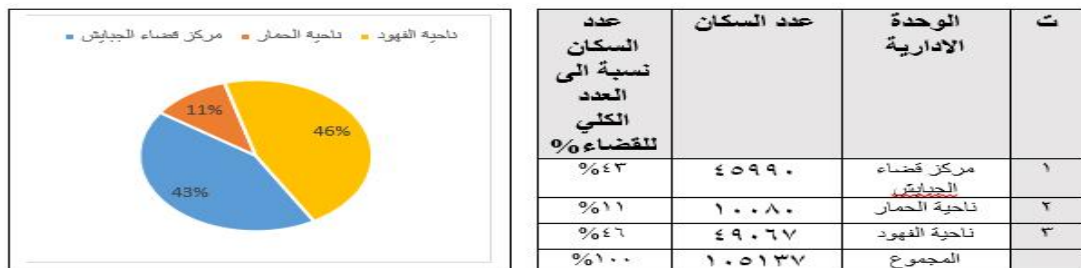 مركز قضاء الجبايش ناحية الحمار ناحية الفهود
11%
46%
43%
ت الوحدة الادارية عدد السكان عدد السكان نسبة الى العدد الكلي للقضاء%
١ مركز قضاء الجبايش ٤٥٩٩٠ ٤٣%
٢ ناحية الحمار ١٠٠٨٠ ١١%
٣ ناحية الفهود ٤٩٠٦٧ ٤٦%
المجموع ١٠٥١٣٧ ١٠٠%